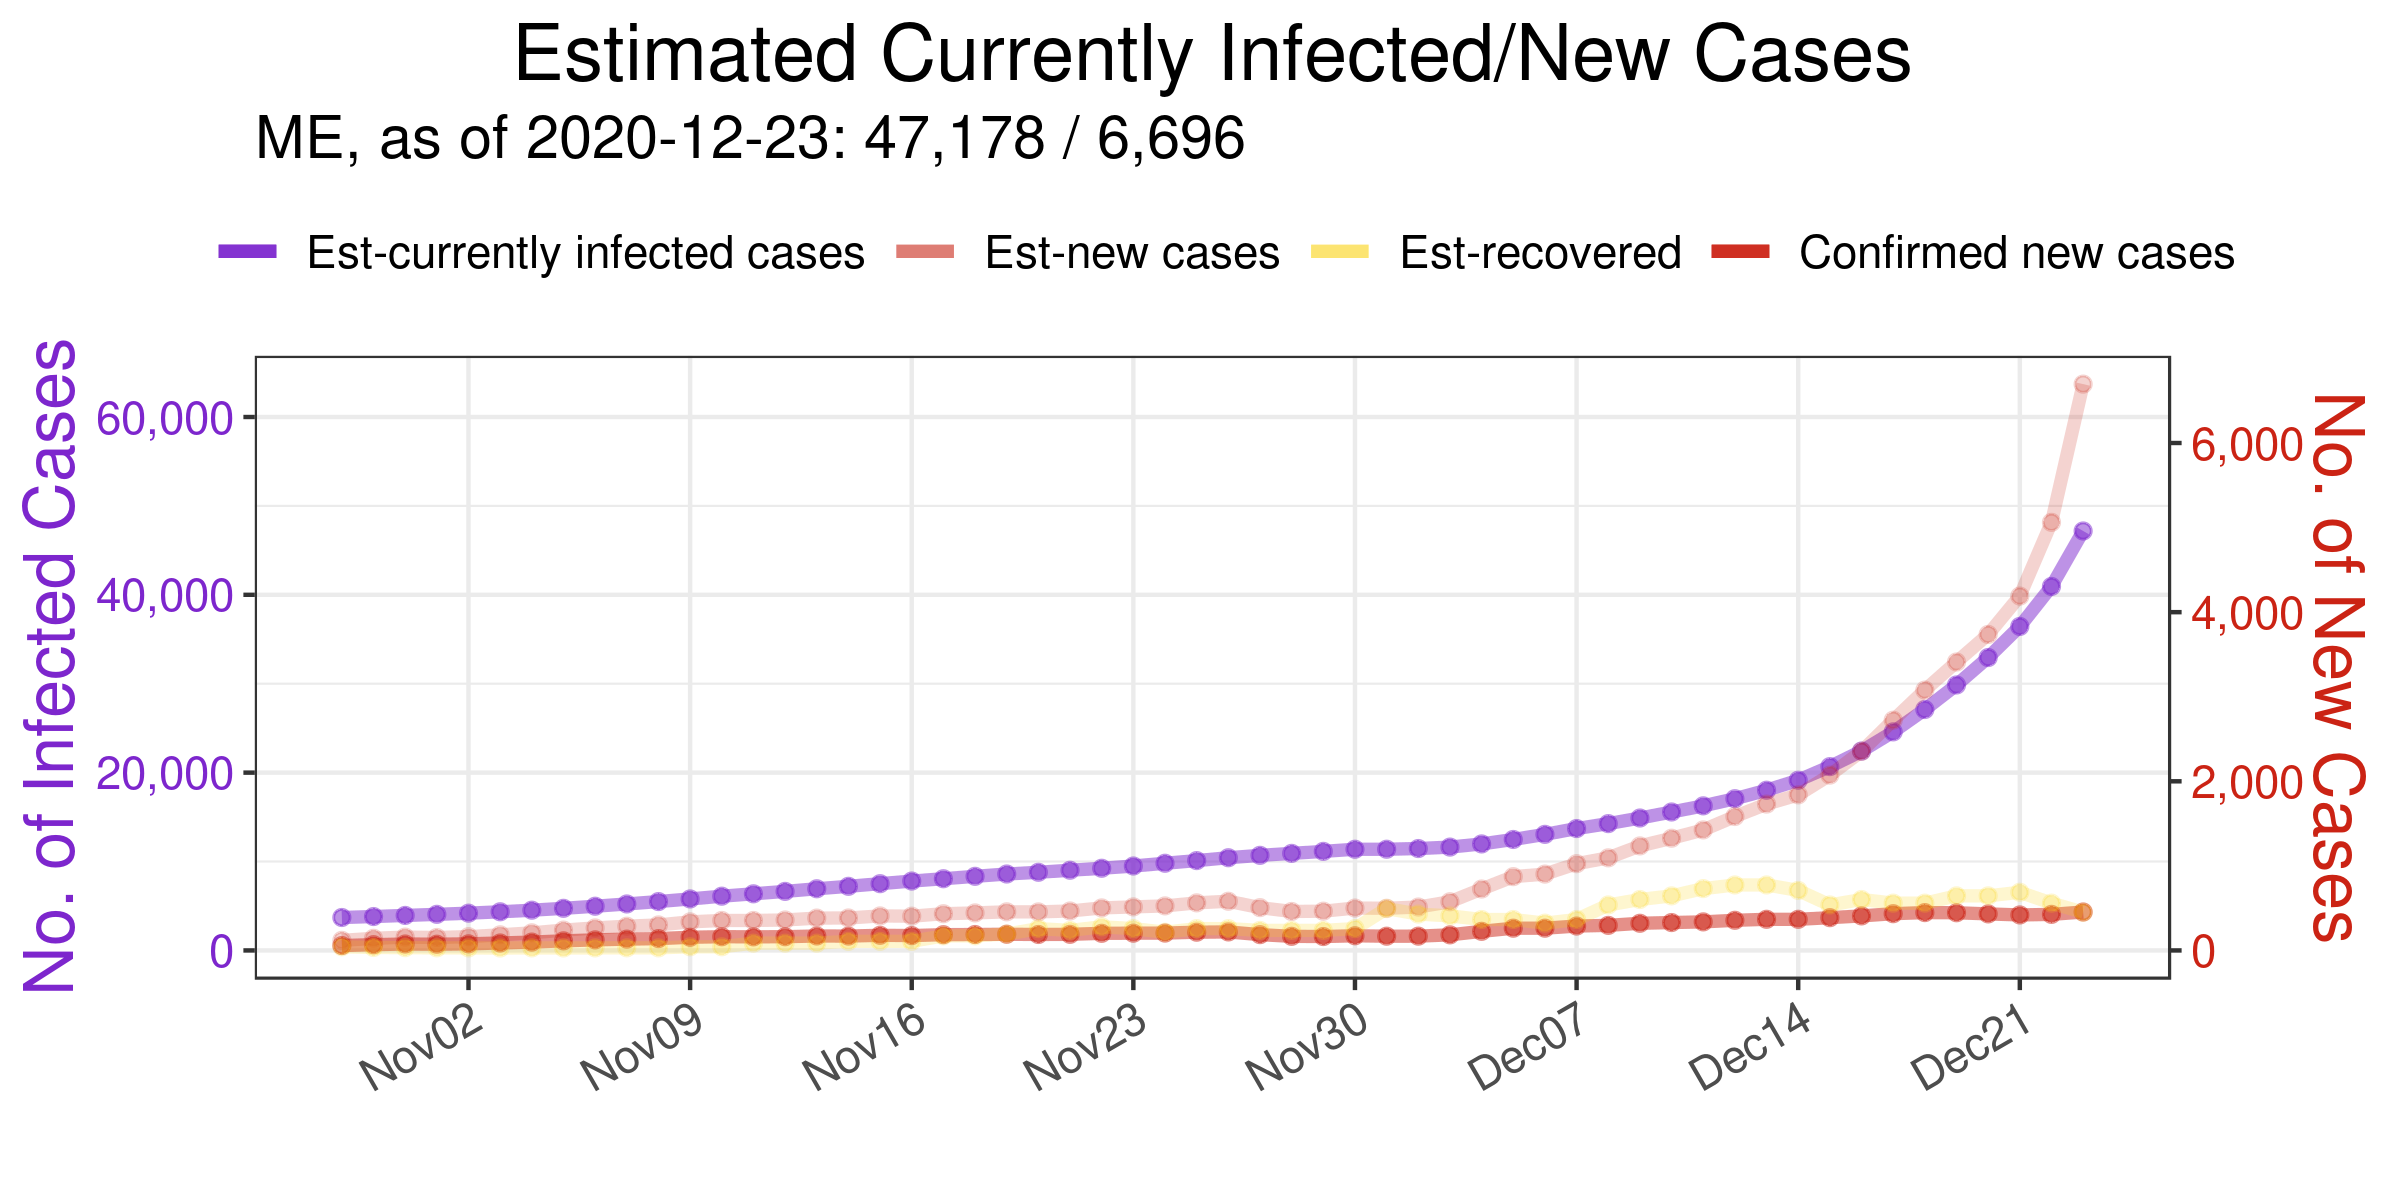 Estimated Currently Infected/New Cases
ME, as of 2020-12-23: 47,178 / 6,696
Est-currently infected cases Est-new cases Est-recovered Confirmed new cases
No. of Infected Cases
60,000
40,000
20,000
0
6,000
4,000
2,000
0
No. of New Cases
Nov02 Nov09 Nov16 Nov23 Nov30 Dec07 Dec14 Dec21